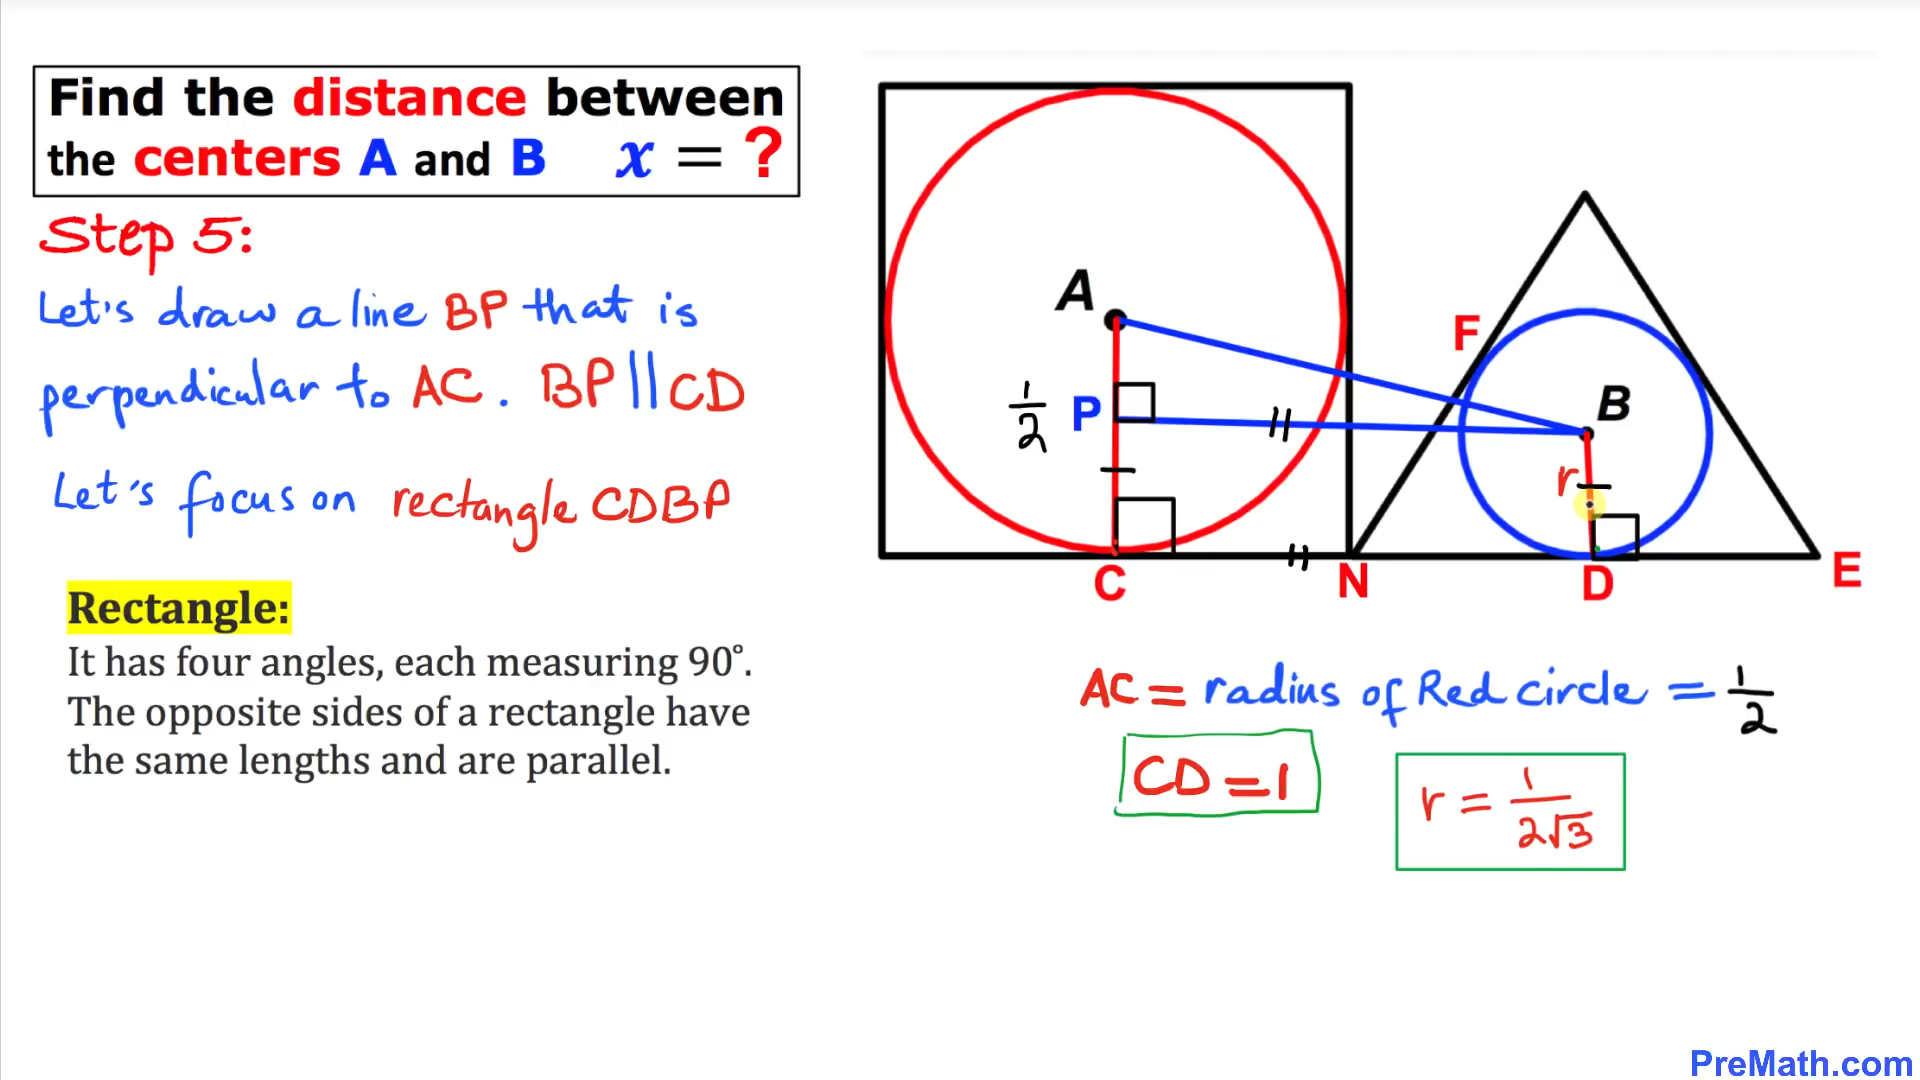 Find the distance between
the centers A and B x = ?
Step 5:
Let's draw a line BP that is
perpendicular to AC. BP || CD
Let's focus on rectangle CDBP
Rectangle:
It has four angles, each measuring 90°.
The opposite sides of a rectangle have
the same lengths and are parallel.
A
F
B
1/2 P
r
C N D E
AC = radius of Red circle = 1/2
CD = 1
r = 1/2√3
PreMath.com